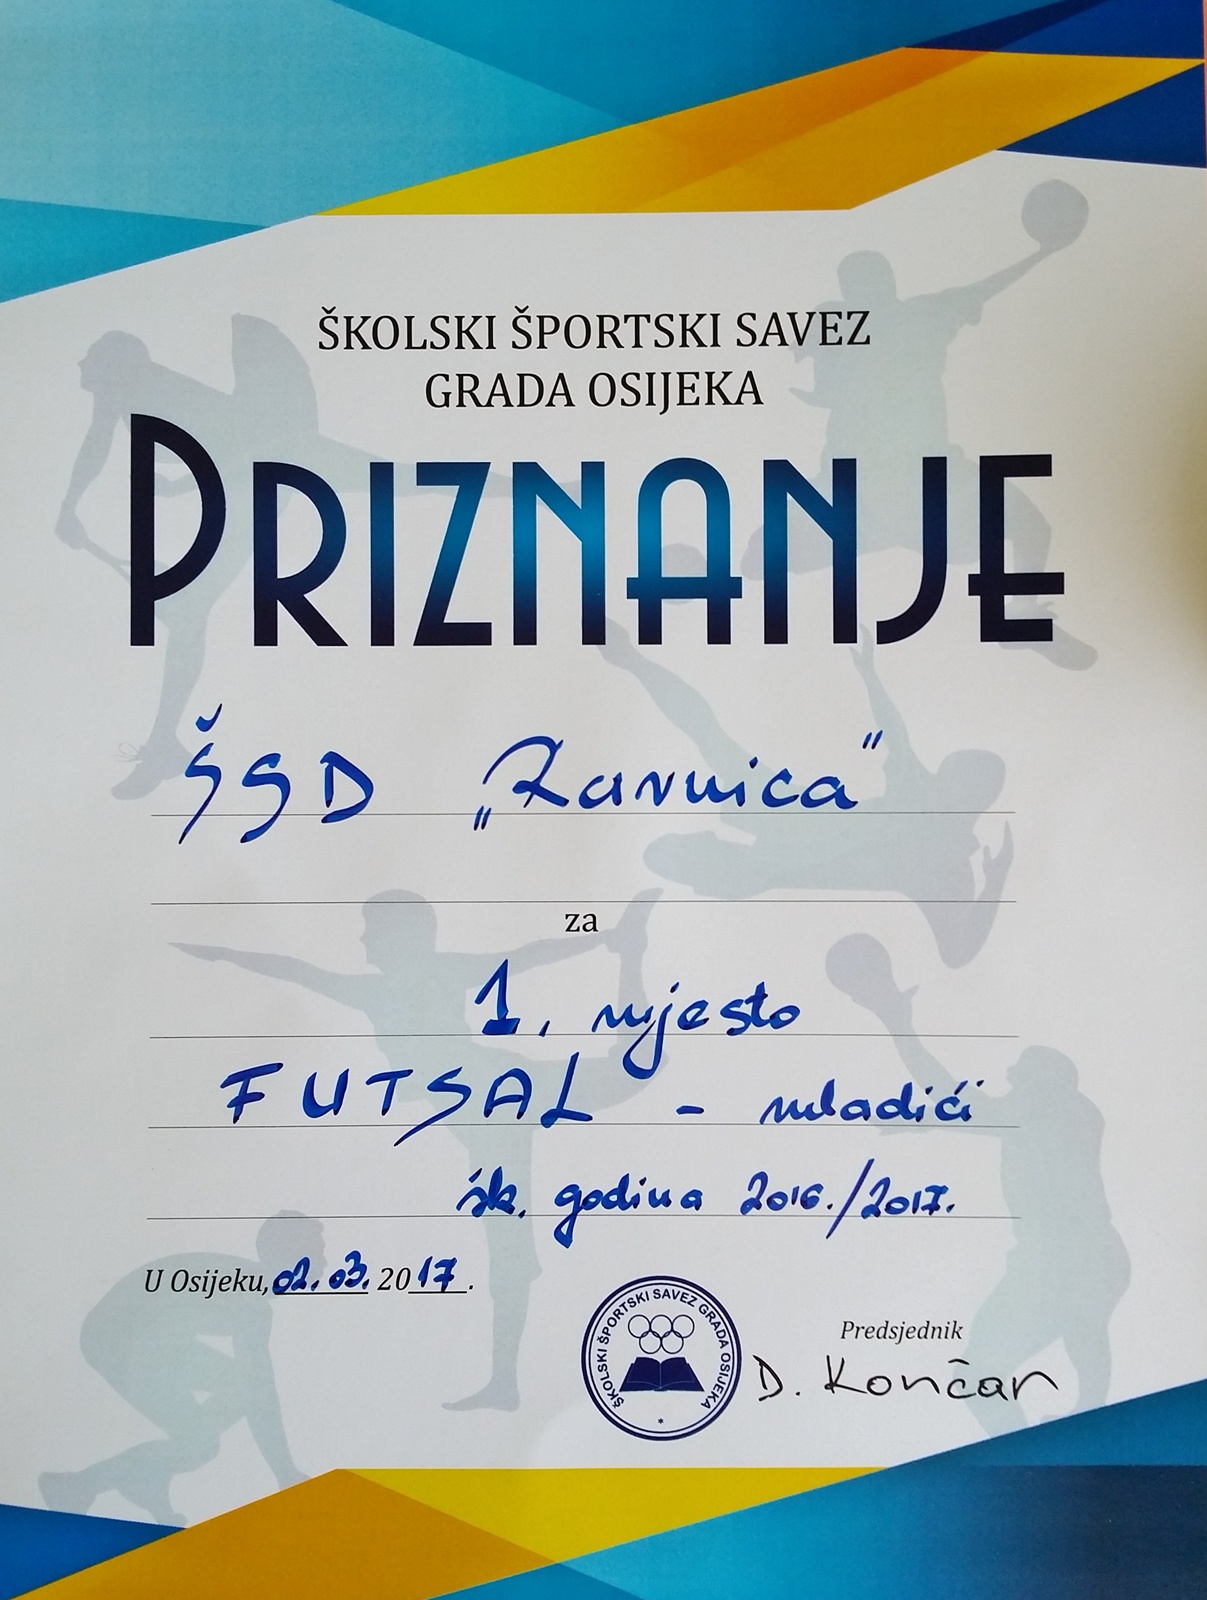 ŠKOLSKI ŠPORTSKI SAVEZ
GRADA OSIJEKA
PRIZNANJE
ŠSD „Ravnica"
za
1. mjesto
FUTSAL - mladići
šk. godina 2016./2017.
U Osijeku, 02.03. 2017.
ŠKOLSKI ŠPORTSKI SAVEZ GRADA OSIJEKA
Predsjednik
D. Končar